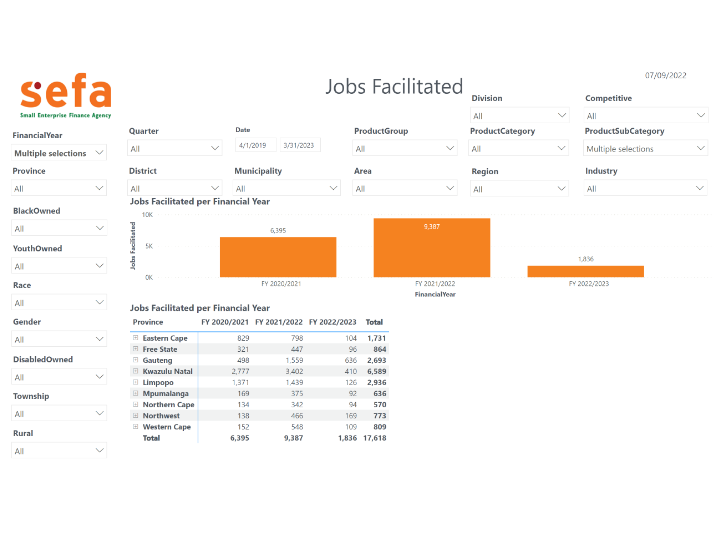 sefa
Small Enterprise Finance Agency
Jobs Facilitated
07/09/2022
Division
All
Competitive
All
FinancialYear
Multiple selections
Quarter
All
Date
4/1/2019 3/31/2023
ProductGroup
All
ProductCategory
All
ProductSubCategory
Multiple selections
Province
All
District
All
Municipality
All
Area
All
Region
All
Industry
All
BlackOwned
All
YouthOwned
All
Race
All
Gender
All
DisabledOwned
All
Township
All
Rural
All
Jobs Facilitated per Financial Year
Jobs Facilitated
10K
5K
0K
6,395
9,387
1,836
FY 2020/2021 FY 2021/2022 FY 2022/2023
FinancialYear
Jobs Facilitated per Financial Year
Province FY 2020/2021 FY 2021/2022 FY 2022/2023 Total
Eastern Cape 829 798 104 1,731
Free State 321 447 96 864
Gauteng 498 1,559 636 2,693
Kwazulu Natal 2,777 3,402 410 6,589
Limpopo 1,371 1,439 126 2,936
Mpumalanga 169 375 92 636
Northern Cape 134 342 94 570
Northwest 138 466 169 773
Western Cape 152 548 109 809
Total 6,395 9,387 1,836 17,618